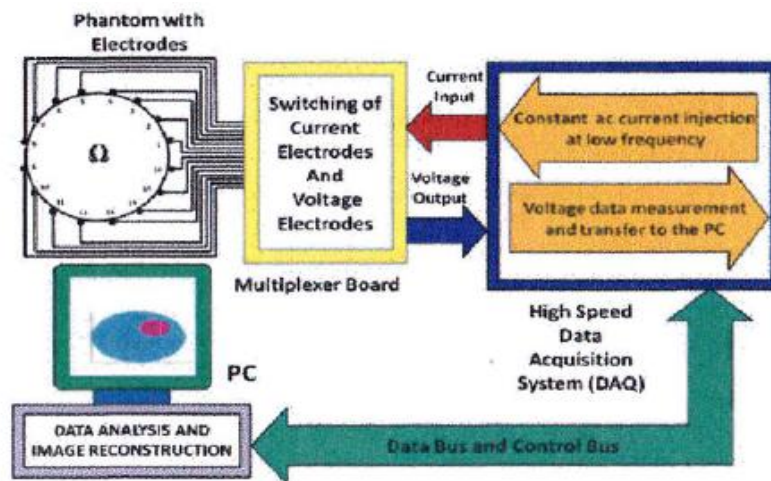 Phantom with
Electrodes
Ω
Switching of
Current
Electrodes
And
Voltage
Electrodes
Multiplexer Board
Current
Input
Voltage
Output
Constant ac current injection
at low frequency
Voltage data measurement
and transfer to the PC
High Speed
Data
Acquisition
System (DAQ)
PC
DATA ANALYSIS AND
IMAGE RECONSTRUCTION
Data Bus and Control Bus